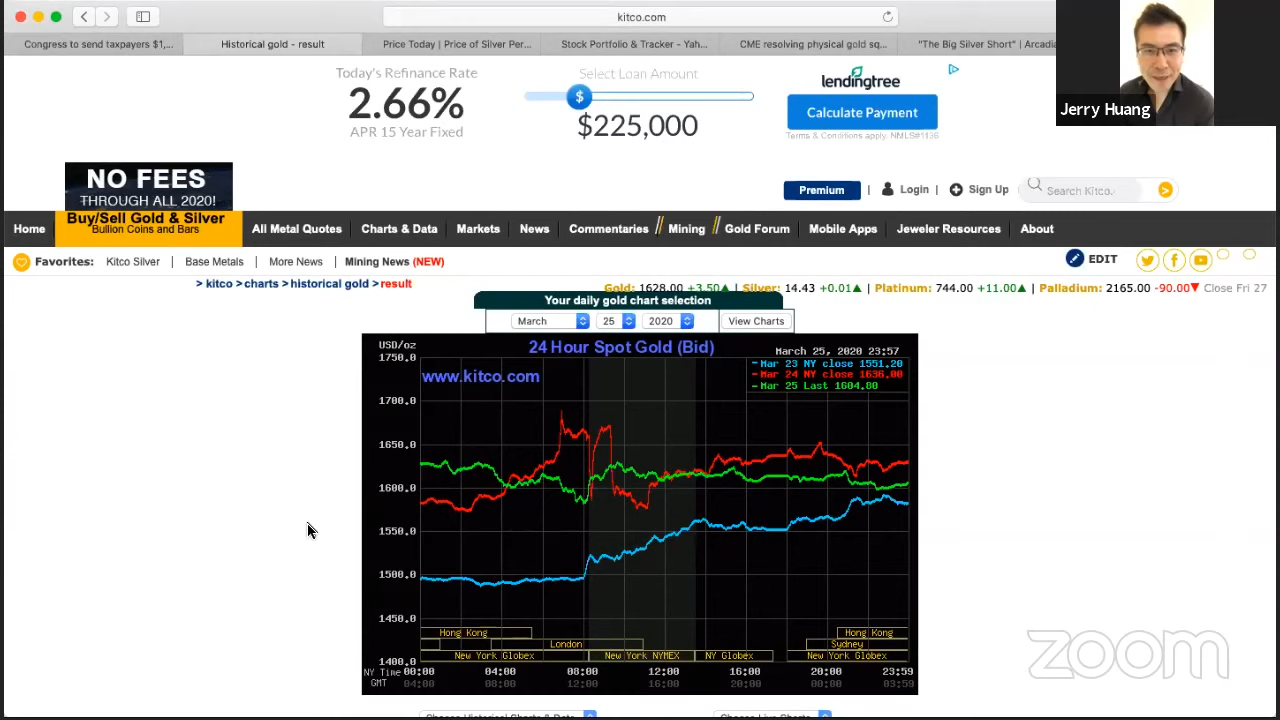 kitco.com
Congress to send taxpayers $1,...
Historical gold - result
Price Today | Price of Silver Per...
Stock Portfolio & Tracker - Yah...
CME resolving physical gold sq...
"The Big Silver Short" | Arcadia
Jerry Huang
Today's Refinance Rate
2.66%
APR 15 Year Fixed
Select Loan Amount
$
$225,000
lendingtree
Calculate Payment
Terms & Conditions apply. NMLS#1136
NO FEES
THROUGH ALL 2020!
Premium | Login | Sign Up Search Kitco.
Home
Buy/Sell Gold & Silver
Bullion Coins and Bars
All Metal Quotes Charts & Data Markets News Commentaries // Mining // Gold Forum Mobile Apps Jeweler Resources About
Favorites: Kitco Silver | Base Metals | More News | Mining News (NEW)
EDIT
> kitco > charts > historical gold > result
Gold: 1628.00 +3.50▲ | Silver: 14.43 +0.01▲ | Platinum: 744.00 +11.00▲ | Palladium: 2165.00 -90.00▼ Close Fri 27
Your daily gold chart selection
March 25 2020 View Charts
USD/oz
24 Hour Spot Gold (Bid)
March 25, 2020 23:57
www.kitco.com
Mar 23 NY close 1551.20
Mar 24 NY close 1636.00
Mar 25 Last 1604.80
1750.0
1700.0
1650.0
1600.0
1550.0
1500.0
1450.0
1400.0
Hong Kong
Hong Kong
London
Sydney
New York Globex
New York NYMEX
NY Globex
New York Globex
NY Time 00:00 04:00 08:00 12:00 16:00 20:00 23:59
GMT 04:00 08:00 12:00 16:00 20:00 00:00 03:59
zoom